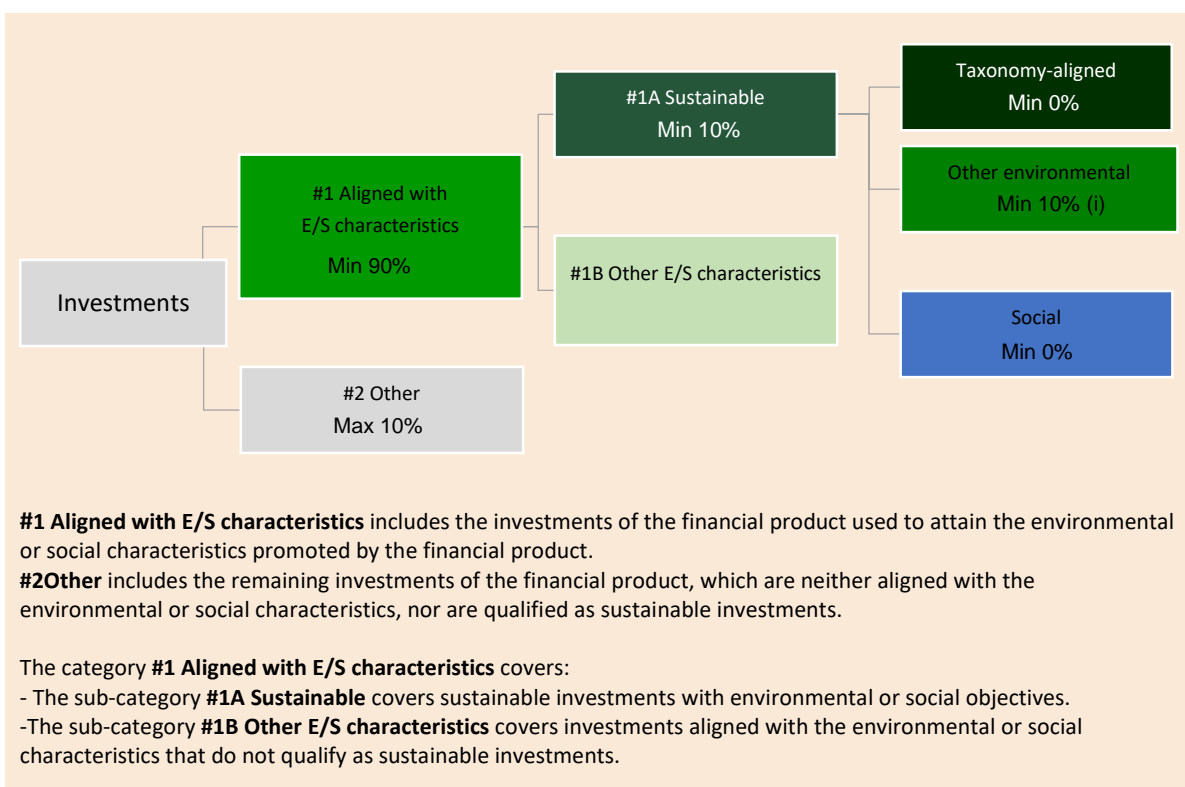 Taxonomy-aligned
Min 0%
#1A Sustainable
Min 10%
Other environmental
Min 10% (i)
#1 Aligned with
E/S characteristics
Min 90%
#1B Other E/S characteristics
Investments
Social
Min 0%
#2 Other
Max 10%
#1 Aligned with E/S characteristics includes the investments of the financial product used to attain the environmental
or social characteristics promoted by the financial product.
#2Other includes the remaining investments of the financial product, which are neither aligned with the
environmental or social characteristics, nor are qualified as sustainable investments.
The category #1 Aligned with E/S characteristics covers:
- The sub-category #1A Sustainable covers sustainable investments with environmental or social objectives.
-The sub-category #1B Other E/S characteristics covers investments aligned with the environmental or social
characteristics that do not qualify as sustainable investments.